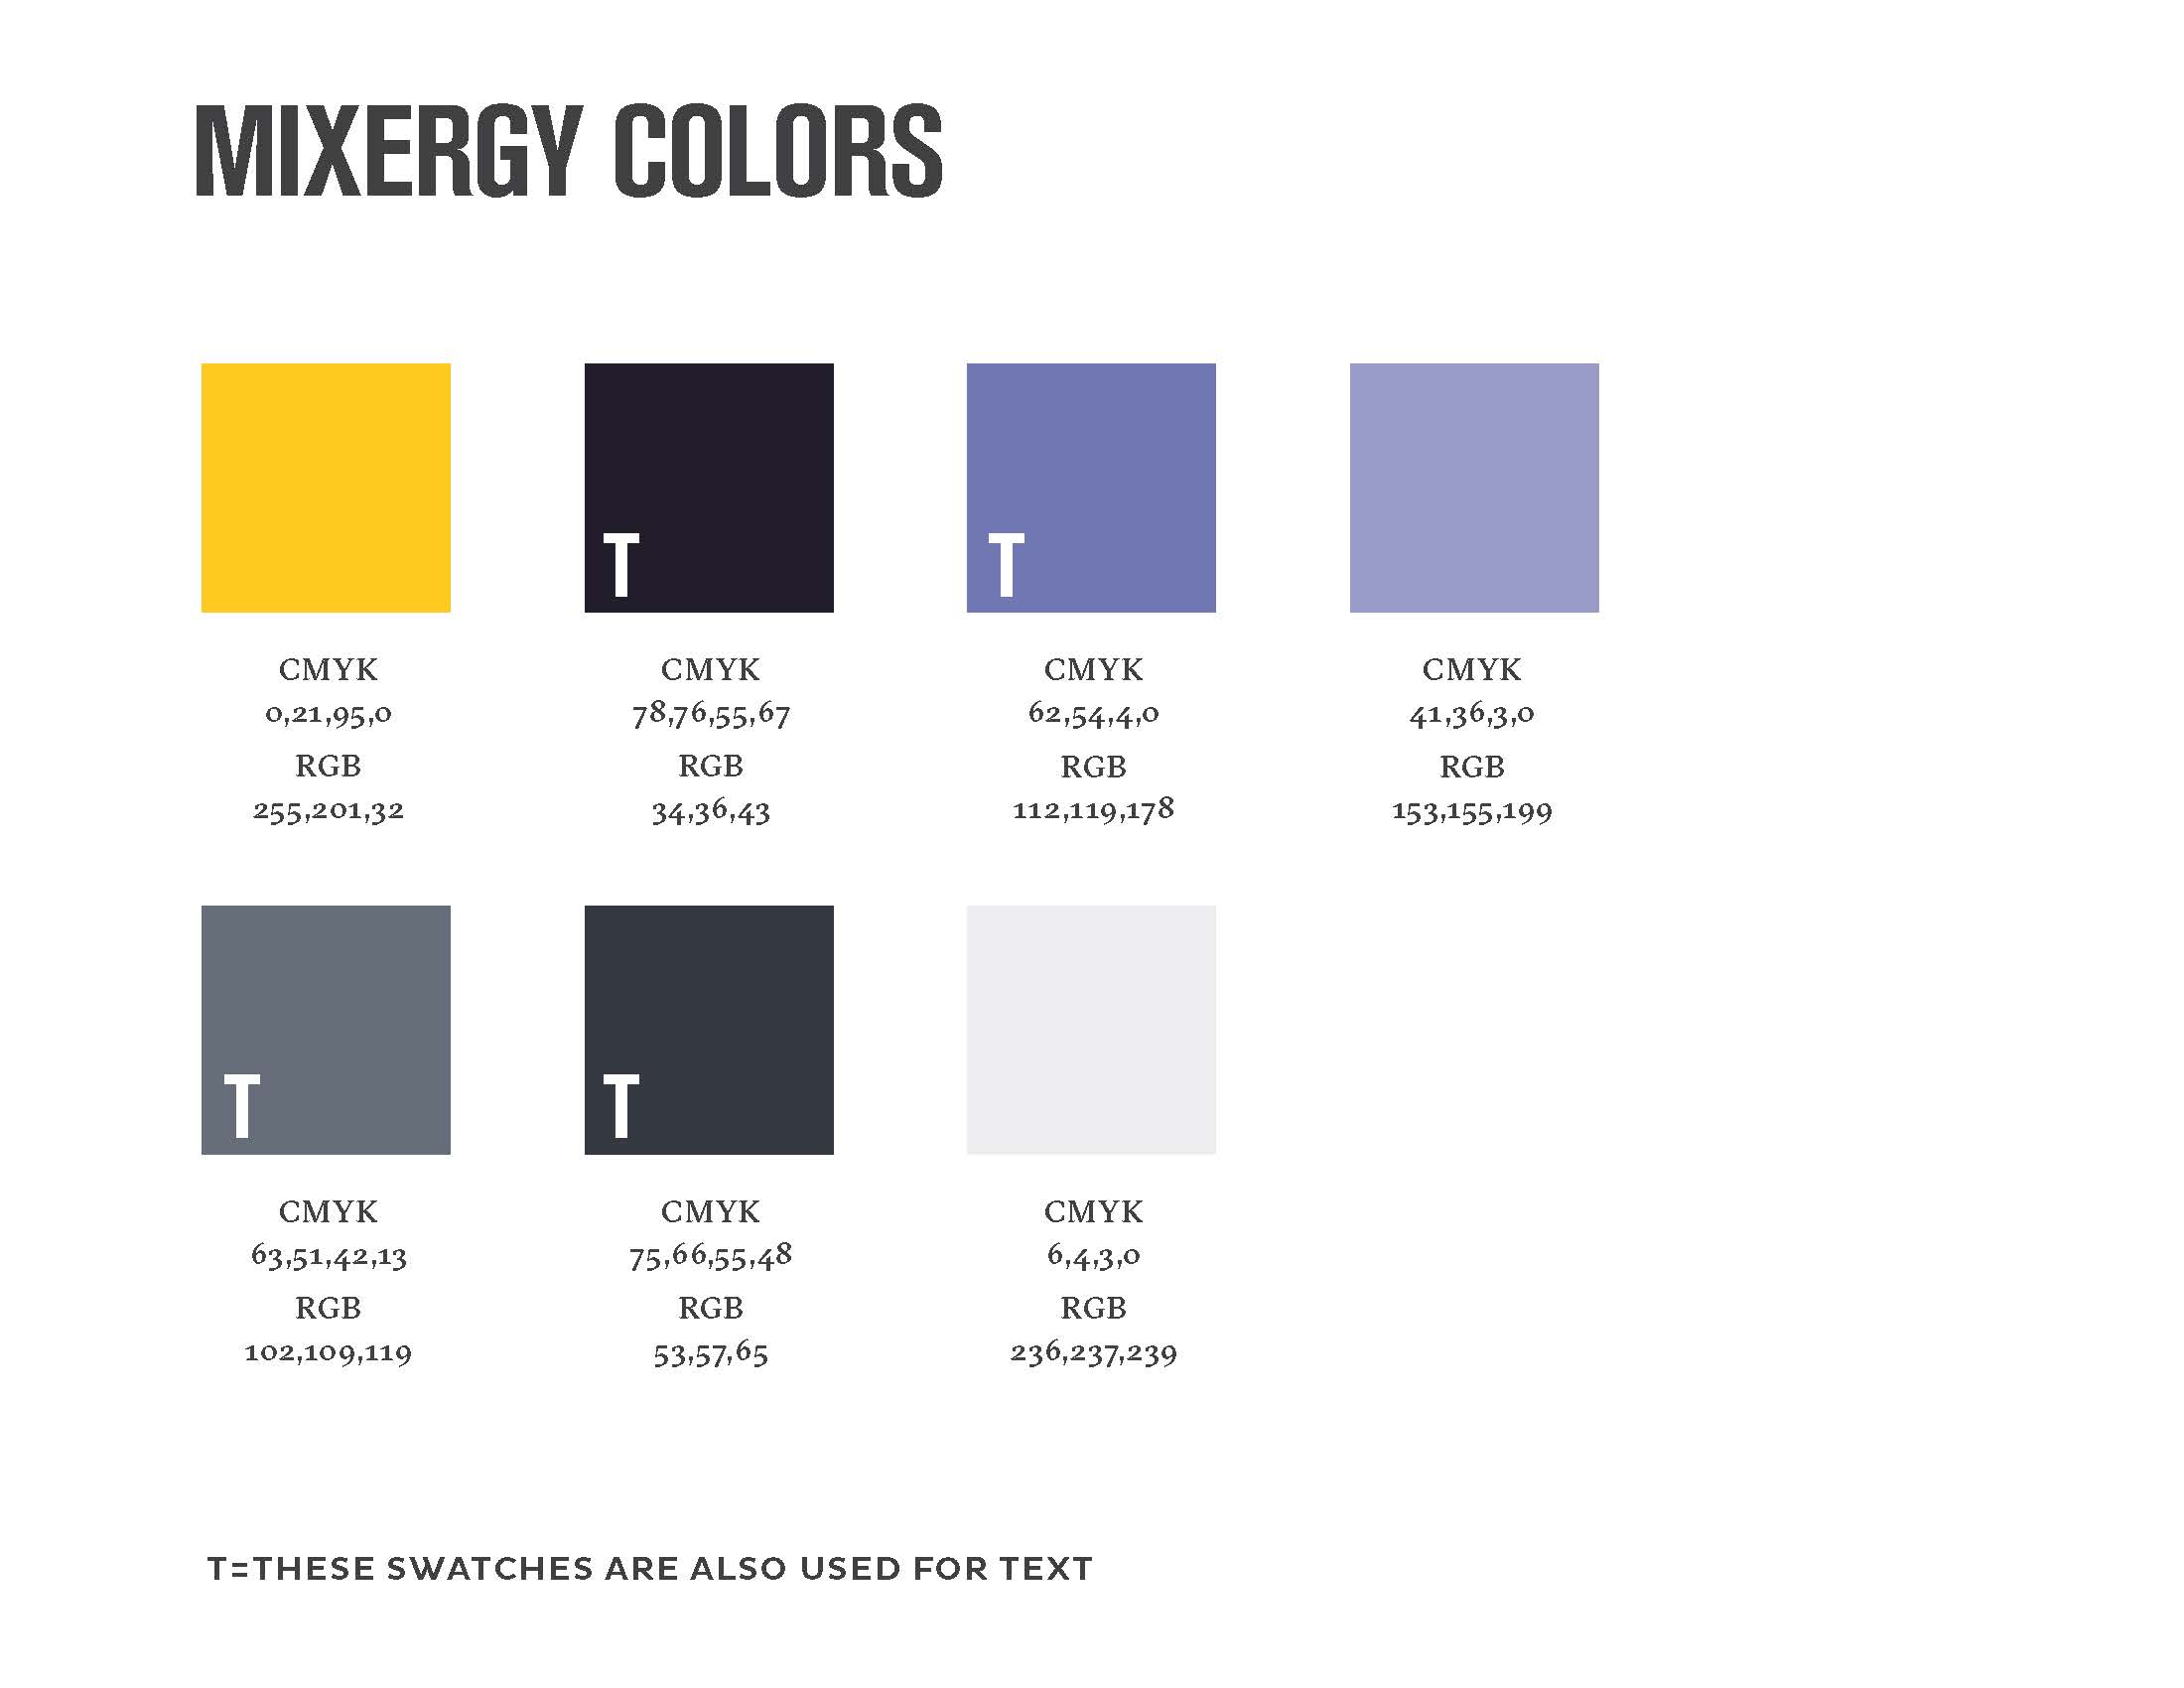 MIXERGY COLORS
T
T
CMYK
0,21,95,0
RGB
255,201,32
CMYK
78,76,55,67
RGB
34,36,43
CMYK
62,54,4,0
RGB
112,119,178
CMYK
41,36,3,0
RGB
153,155,199
T
T
CMYK
63,51,42,13
RGB
102,109,119
CMYK
75,66,55,48
RGB
53,57,65
CMYK
6,4,3,0
RGB
236,237,239
T=THESE SWATCHES ARE ALSO USED FOR TEXT